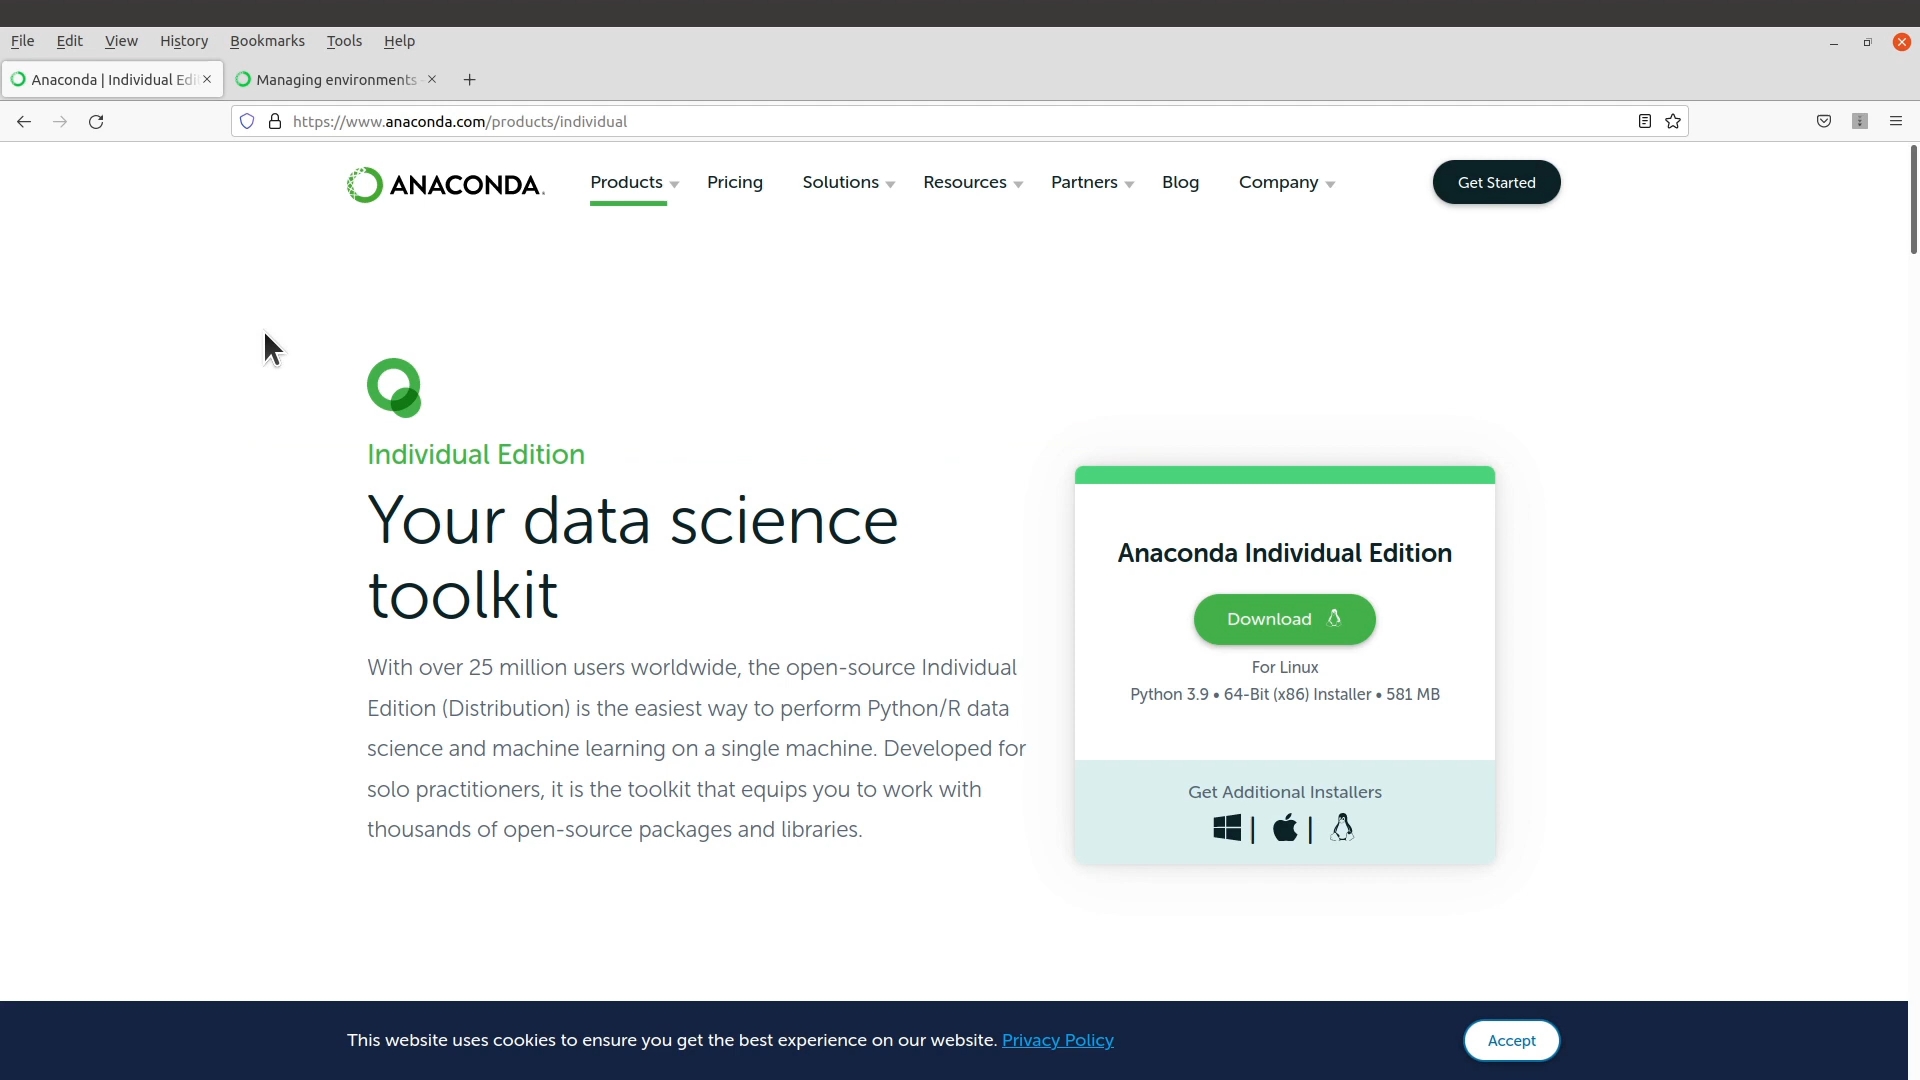 File Edit View History Bookmarks Tools Help
Anaconda | Individual Edi
Managing environments
https://www.anaconda.com/products/individual
ANACONDA.
Products Pricing Solutions Resources Partners Blog Company
Get Started
Individual Edition
Your data science
toolkit
With over 25 million users worldwide, the open-source Individual
Edition (Distribution) is the easiest way to perform Python/R data
science and machine learning on a single machine. Developed for
solo practitioners, it is the toolkit that equips you to work with
thousands of open-source packages and libraries.
Anaconda Individual Edition
Download
For Linux
Python 3.9 • 64-Bit (x86) Installer • 581 MB
Get Additional Installers
| |
This website uses cookies to ensure you get the best experience on our website. Privacy Policy
Accept